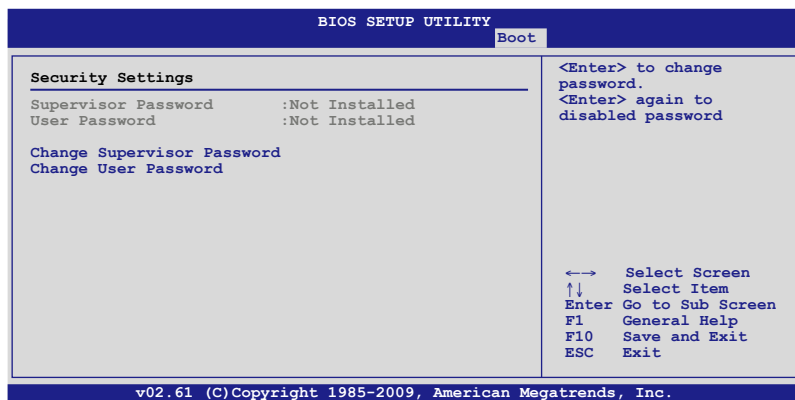 BIOS SETUP UTILITY
Boot
Security Settings
Supervisor Password :Not Installed
User Password :Not Installed
Change Supervisor Password
Change User Password
<Enter> to change
password.
<Enter> again to
disabled password
←→ Select Screen
↑↓ Select Item
Enter Go to Sub Screen
F1 General Help
F10 Save and Exit
ESC Exit
v02.61 (C)Copyright 1985-2009, American Megatrends, Inc.